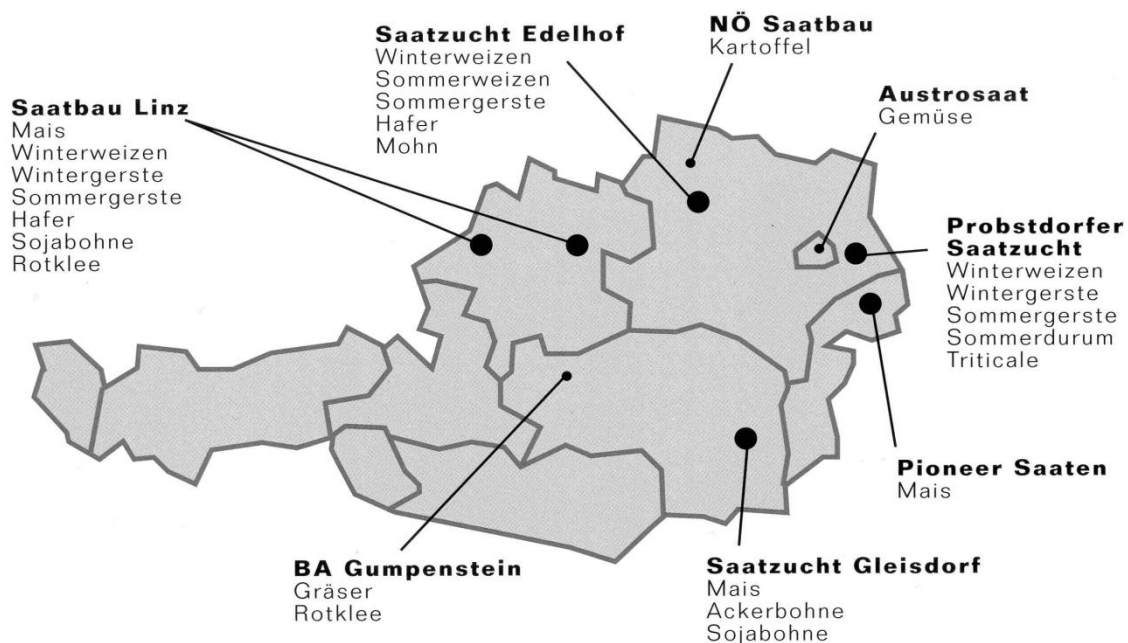 Saatzucht Edelhof
Winterweizen
Sommerweizen
Sommergerste
Hafer
Mohn
NÖ Saatbau
Kartoffel
Austrosaat
Gemüse
Saatbau Linz
Mais
Winterweizen
Wintergerste
Sommergerste
Hafer
Sojabohne
Rotklee
Probstdorfer
Saatzucht
Winterweizen
Wintergerste
Sommergerste
Sommerdurum
Triticale
Pioneer Saaten
Mais
BA Gumpenstein
Gräser
Rotklee
Saatzucht Gleisdorf
Mais
Ackerbohne
Sojabohne